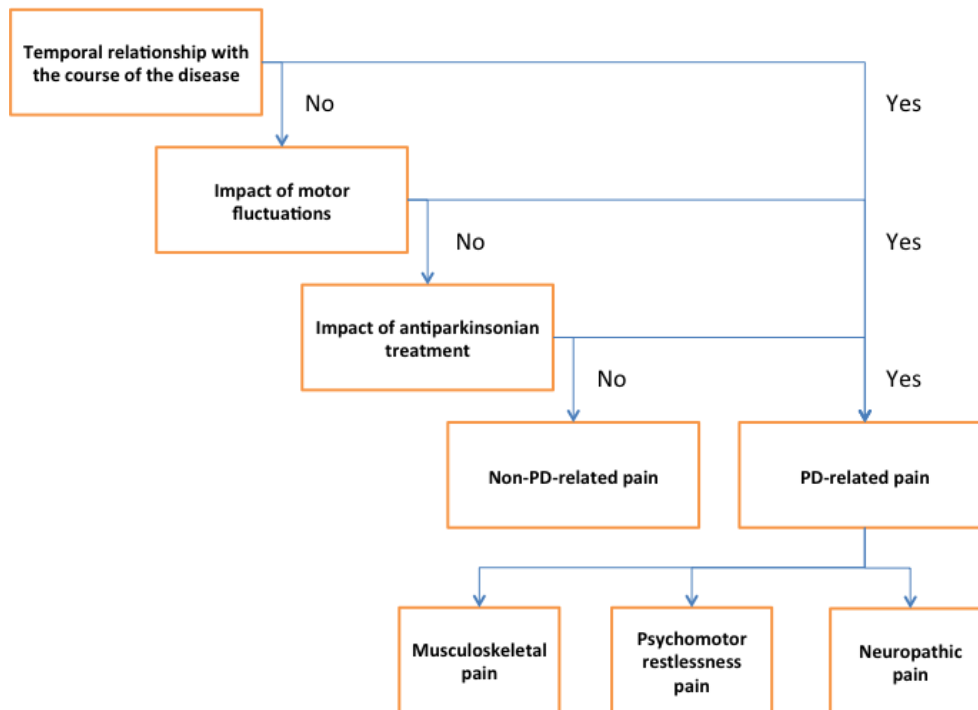 Temporal relationship with
the course of the disease
No
Yes
Impact of motor
fluctuations
No
Yes
Impact of antiparkinsonian
treatment
No
Yes
Non-PD-related pain
PD-related pain
Musculoskeletal
pain
Psychomotor
restlessness
pain
Neuropathic
pain